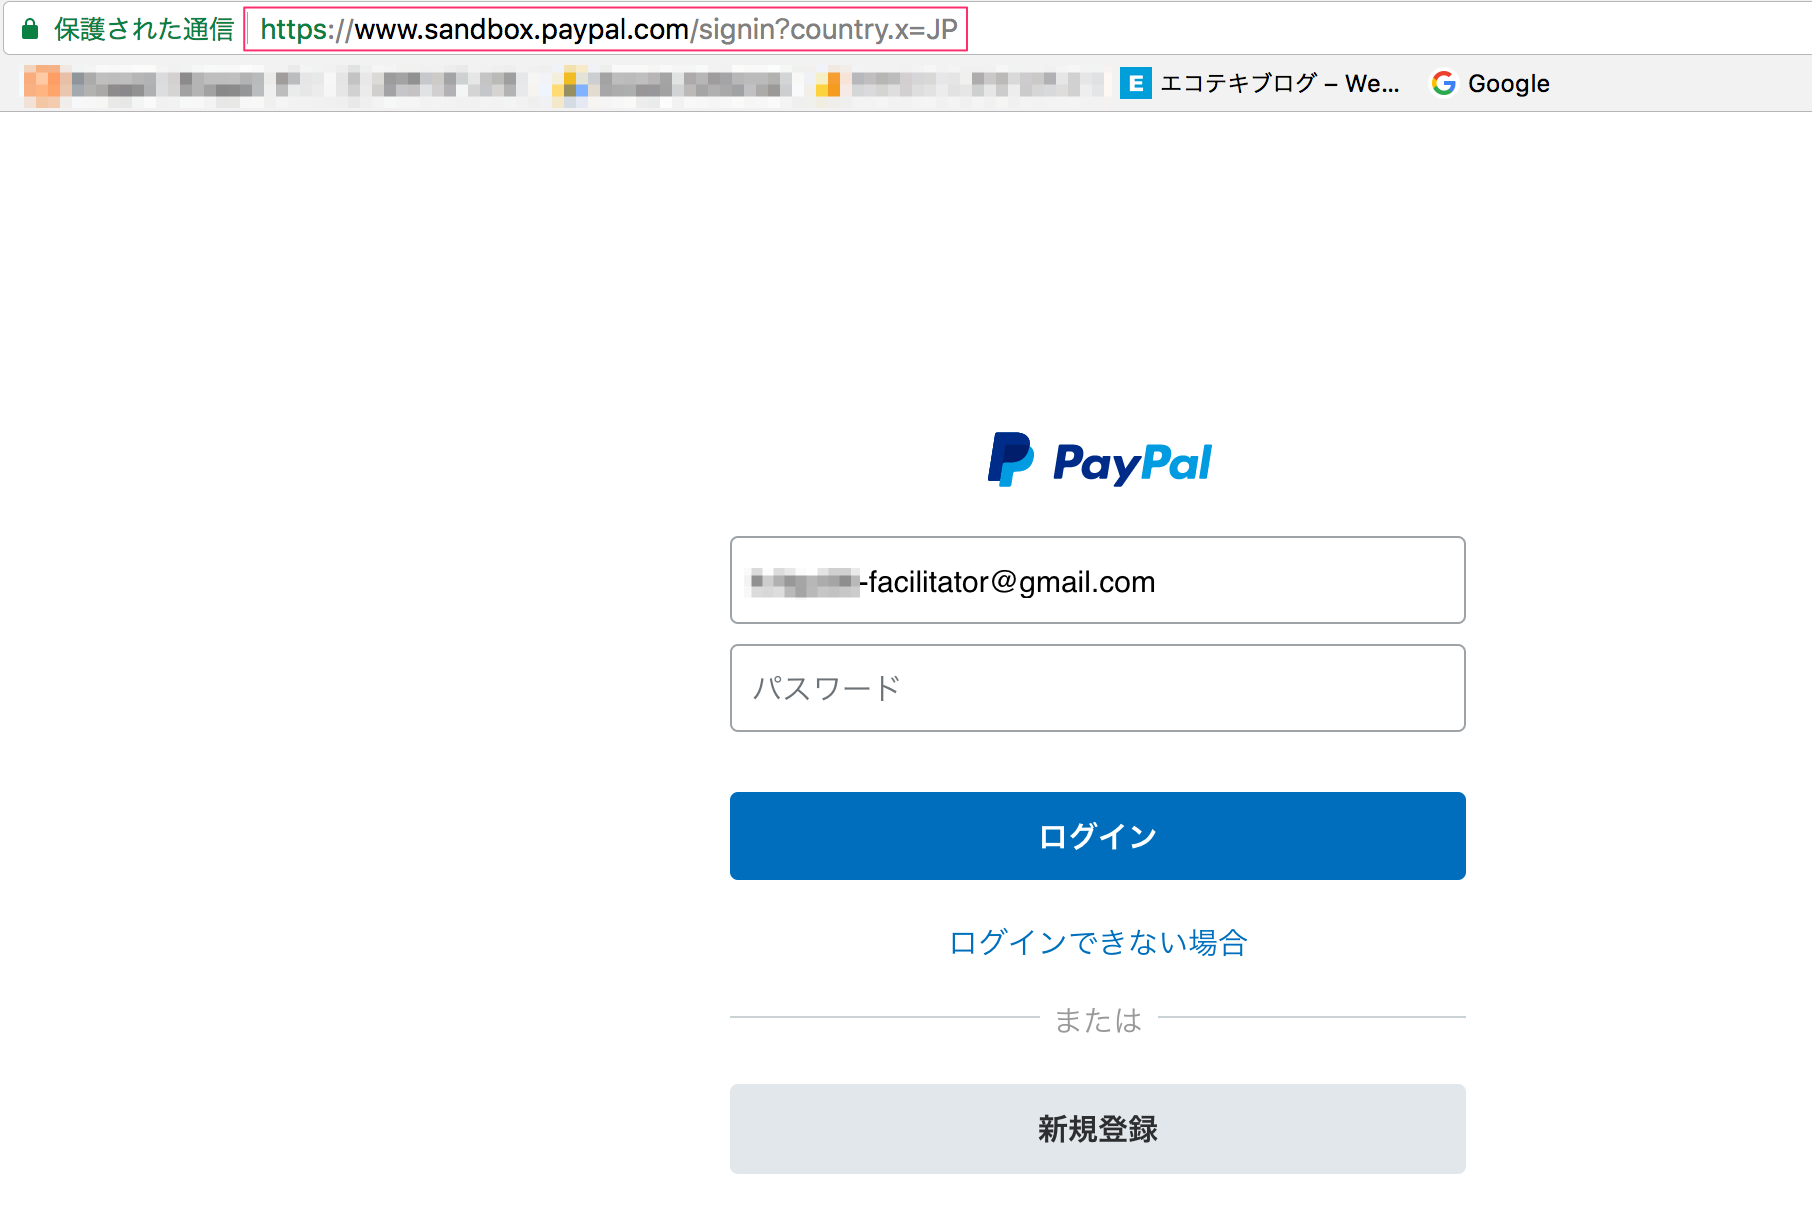 保護された通信 https://www.sandbox.paypal.com/signin?country.x=JP
E エコテキブログ – We... G Google
P PayPal
-facilitator@gmail.com
パスワード
ログイン
ログインできない場合
または
新規登録